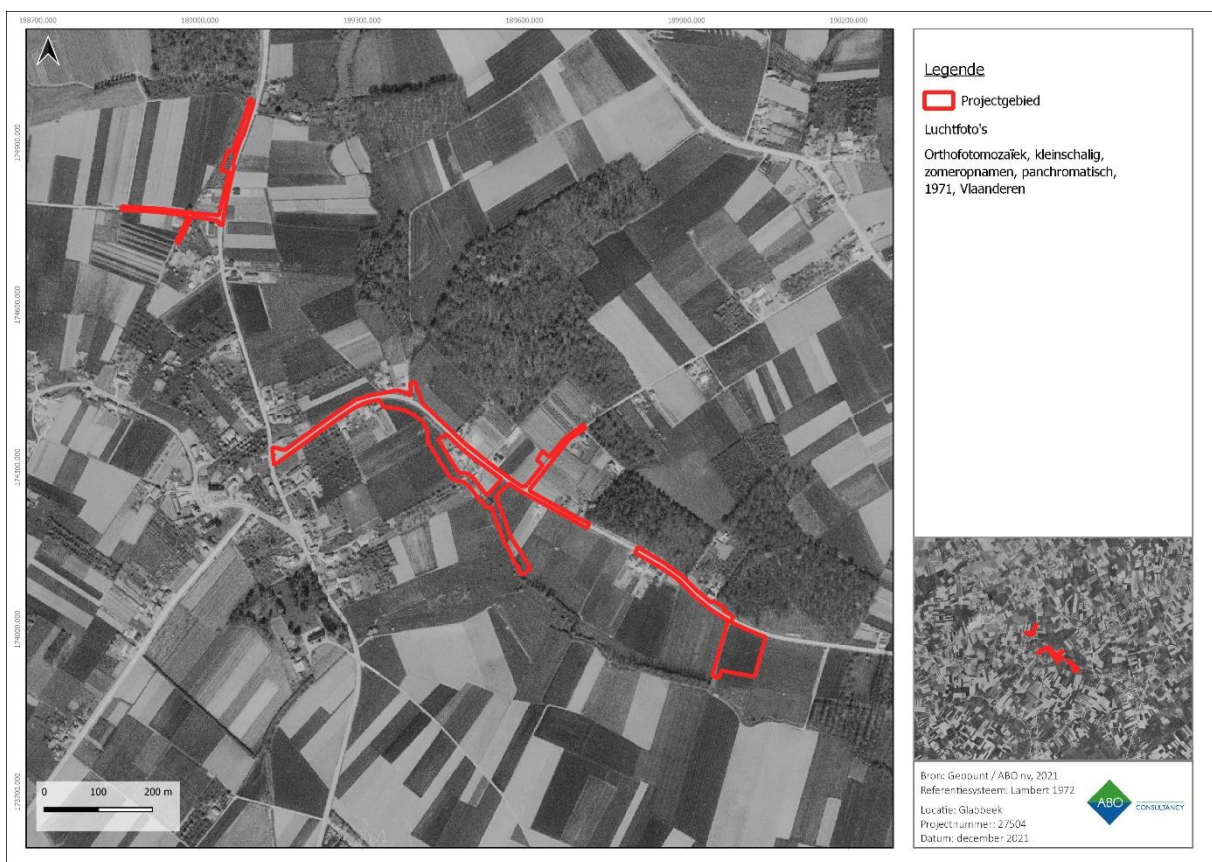 188700.000 189000.000 189300.000 189600.000 189900.000 190200.000
174900.000
174600.000
174300.000
174000.000
173700.000
0 100 200 m
Legende
Projectgebied
Luchtfoto's
Orthofotomozaïek, kleinschalig,
zomeropnamen, panchromatisch,
1971, Vlaanderen
Bron: Geopunt / ABO nv, 2021
Referentiesysteem: Lambert 1972
Locatie: Glabbeek
Projectnummer: 27504
Datum: december 2021
ABO CONSULTANCY